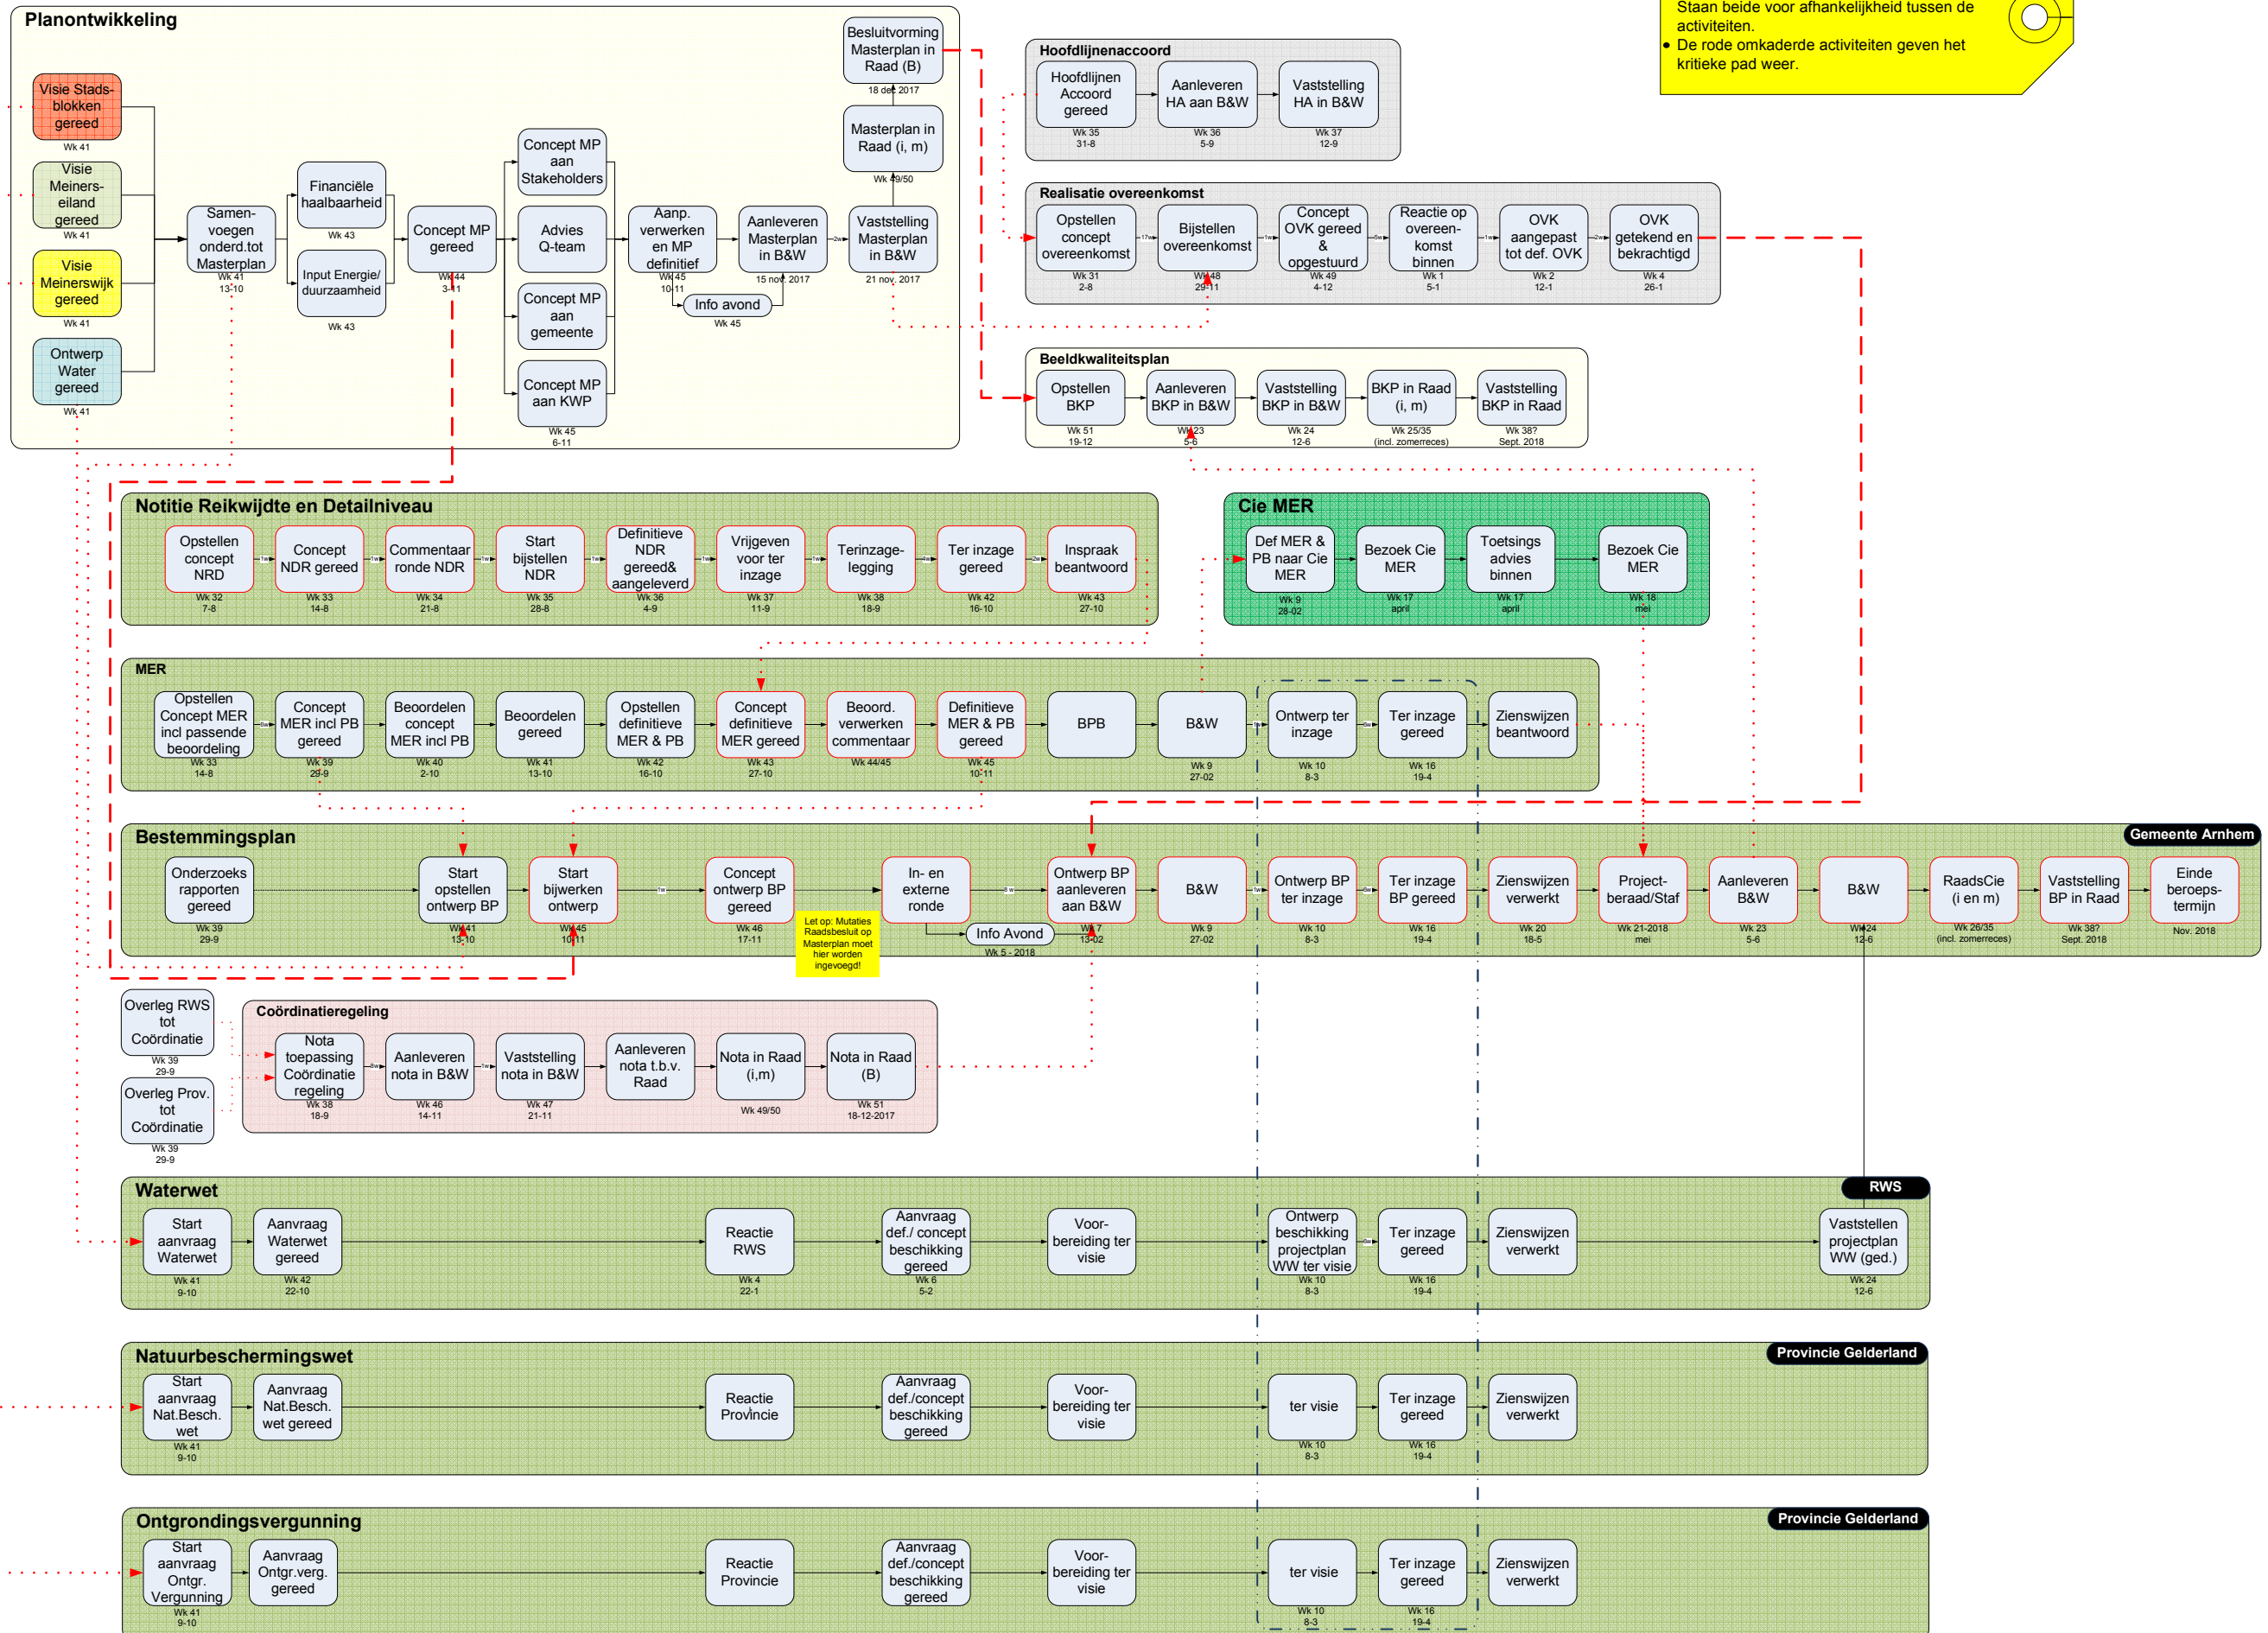 Planontwikkeling
Visie Stads-
blokken
gereed
Wk 41
Visie
Meiners-
eiland
gereed
Wk 41
Visie
Meinerswijk
gereed
Wk 41
Ontwerp
Water
gereed
Wk 41
Samen-
voegen
onderd.tot
Masterplan
Wk 41
13-10
Financiële
haalbaarheid
Wk 43
Input Energie/
duurzaamheid
Wk 43
Concept MP
gereed
Wk 44
3-11
Concept MP
aan
Stakeholders
Advies
Q-team
Concept MP
aan
gemeente
Concept MP
aan KWP
Wk 45
6-11
Aanp.
verwerken
en MP
definitief
Wk 45
10-11
Info avond
Wk 45
Aanleveren
Masterplan
in B&W
15 nov. 2017
2w
Vaststelling
Masterplan
in B&W
21 nov. 2017
Masterplan in
Raad (i, m)
Wk 49/50
Besluitvorming
Masterplan in
Raad (B)
18 dec 2017
Staan beide voor afhankelijkheid tussen de
activiteiten.
• De rode omkaderde activiteiten geven het
kritieke pad weer.
Hoofdlijnenaccoord
Hoofdlijnen
Accoord
gereed
Wk 35
31-8
Aanleveren
HA aan B&W
Wk 36
5-9
Vaststelling
HA in B&W
Wk 37
12-9
Realisatie overeenkomst
Opstellen
concept
overeenkomst
Wk 31
2-8
17w
Bijstellen
overeenkomst
Wk 48
29-11
1w
Concept
OVK gereed
&
opgestuurd
Wk 49
4-12
5w
Reactie op
overeen-
komst
binnen
Wk 1
5-1
1w
OVK
aangepast
tot def. OVK
Wk 2
12-1
2w
OVK
getekend en
bekrachtigd
Wk 4
26-1
Beeldkwaliteitsplan
Opstellen
BKP
Wk 51
19-12
Aanleveren
BKP in B&W
Wk 23
5-6
Vaststelling
BKP in B&W
Wk 24
12-6
BKP in Raad
(i, m)
Wk 25/35
(incl. zomerreces)
Vaststelling
BKP in Raad
Wk 38?
Sept. 2018
Notitie Reikwijdte en Detailniveau
Opstellen
concept
NRD
Wk 32
7-8
1w
Concept
NDR gereed
Wk 33
14-8
1w
Commentaar
ronde NDR
Wk 34
21-8
1w
Start
bijstellen
NDR
Wk 35
28-8
1w
Definitieve
NDR
gereed&
aangeleverd
Wk 36
4-9
1w
Vrijgeven
voor ter
inzage
Wk 37
11-9
1w
Terinzage-
legging
Wk 38
18-9
4w
Ter inzage
gereed
Wk 42
16-10
2w
Inspraak
beantwoord
Wk 43
27-10
Cie MER
Def MER &
PB naar Cie
MER
Wk 9
28-02
Bezoek Cie
MER
Wk 17
april
Toetsings
advies
binnen
Wk 17
april
Bezoek Cie
MER
Wk 18
mei
MER
Opstellen
Concept MER
incl passende
beoordeling
Wk 33
14-8
6w
Concept
MER incl PB
gereed
Wk 39
29-9
Beoordelen
concept
MER incl PB
Wk 40
2-10
Beoordelen
gereed
Wk 41
13-10
Opstellen
definitieve
MER & PB
Wk 42
16-10
Concept
definitieve
MER gereed
Wk 43
27-10
Beoord.
verwerken
commentaar
Wk 44/45
Definitieve
MER & PB
gereed
Wk 45
10-11
BPB
B&W
Wk 9
27-02
Ontwerp ter
inzage
Wk 10
8-3
6w
Ter inzage
gereed
Wk 16
19-4
Zienswijzen
beantwoord
Bestemmingsplan
Gemeente Arnhem
Onderzoeks
rapporten
gereed
Wk 39
29-9
Start
opstellen
ontwerp BP
Wk 41
13-10
Start
bijwerken
ontwerp
Wk 45
10-11
1w
Concept
ontwerp BP
gereed
Wk 46
17-11
Let op: Mutaties
Raadsbesluit op
Masterplan moet
hier worden
ingevoegd!
In- en
externe
ronde
8 w
Info Avond
Wk 5 - 2018
Ontwerp BP
aanleveren
aan B&W
Wk 7
13-02
B&W
Wk 9
27-02
1w
Ontwerp BP
ter inzage
Wk 10
8-3
6w
Ter inzage
BP gereed
Wk 16
19-4
Zienswijzen
verwerkt
Wk 20
18-5
Project-
beraad/Staf
Wk 21-2018
mei
Aanleveren
B&W
Wk 23
5-6
B&W
Wk 24
12-6
RaadsCie
(i en m)
Wk 26/35
(incl. zomerreces)
Vaststelling
BP in Raad
Wk 38?
Sept. 2018
Einde
beroeps-
termijn
Nov. 2018
Overleg RWS
tot
Coördinatie
Wk 39
29-9
Overleg Prov.
tot
Coördinatie
Wk 39
29-9
Coördinatieregeling
Nota
toepassing
Coördinatie
regeling
Wk 38
18-9
8w
Aanleveren
nota in B&W
Wk 46
14-11
1w
Vaststelling
nota in B&W
Wk 47
21-11
Aanleveren
nota t.b.v.
Raad
Nota in Raad
(i,m)
Wk 49/50
Nota in Raad
(B)
Wk 51
18-12-2017
Waterwet
RWS
Start
aanvraag
Waterwet
Wk 41
9-10
Aanvraag
Waterwet
gereed
Wk 42
22-10
Reactie
RWS
Wk 4
22-1
Aanvraag
def./ concept
beschikking
gereed
Wk 6
5-2
Voor-
bereiding ter
visie
Ontwerp
beschikking
projectplan
WW ter visie
Wk 10
8-3
6w
Ter inzage
gereed
Wk 16
19-4
Zienswijzen
verwerkt
Vaststellen
projectplan
WW (ged.)
Wk 24
12-6
Natuurbeschermingswet
Provincie Gelderland
Start
aanvraag
Nat.Besch.
wet
Wk 41
9-10
Aanvraag
Nat.Besch.
wet gereed
Reactie
Provincie
Aanvraag
def./concept
beschikking
gereed
Voor-
bereiding ter
visie
ter visie
Wk 10
8-3
Ter inzage
gereed
Wk 16
19-4
Zienswijzen
verwerkt
Ontgrondingsvergunning
Provincie Gelderland
Start
aanvraag
Ontgr.
Vergunning
Wk 41
9-10
Aanvraag
Ontgr.verg.
gereed
Reactie
Provincie
Aanvraag
def./concept
beschikking
gereed
Voor-
bereiding ter
visie
ter visie
Wk 10
8-3
Ter inzage
gereed
Wk 16
19-4
Zienswijzen
verwerkt